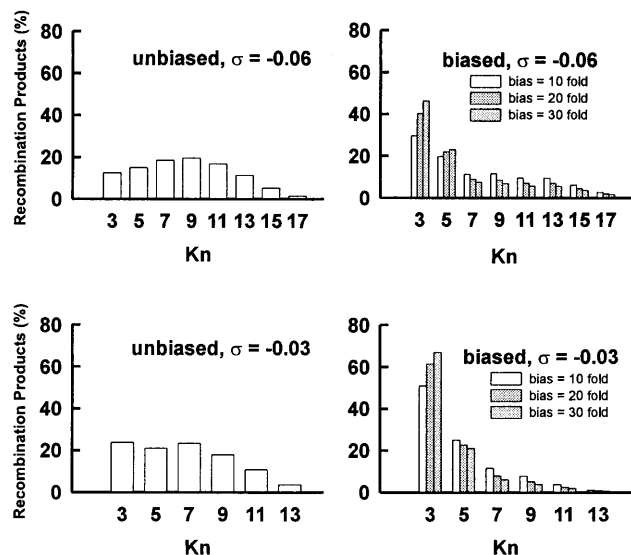 Recombination Products (%)
80
60
40
20
0
unbiased, σ = -0.06
3 5 7 9 11 13 15 17
Kn
80
60
40
20
0
biased, σ = -0.06
bias = 10 fold
bias = 20 fold
bias = 30 fold
3 5 7 9 11 13 15 17
Kn
Recombination Products (%)
80
60
40
20
0
unbiased, σ = -0.03
3 5 7 9 11 13
Kn
80
60
40
20
0
biased, σ = -0.03
bias = 10 fold
bias = 20 fold
bias = 30 fold
3 5 7 9 11 13
Kn